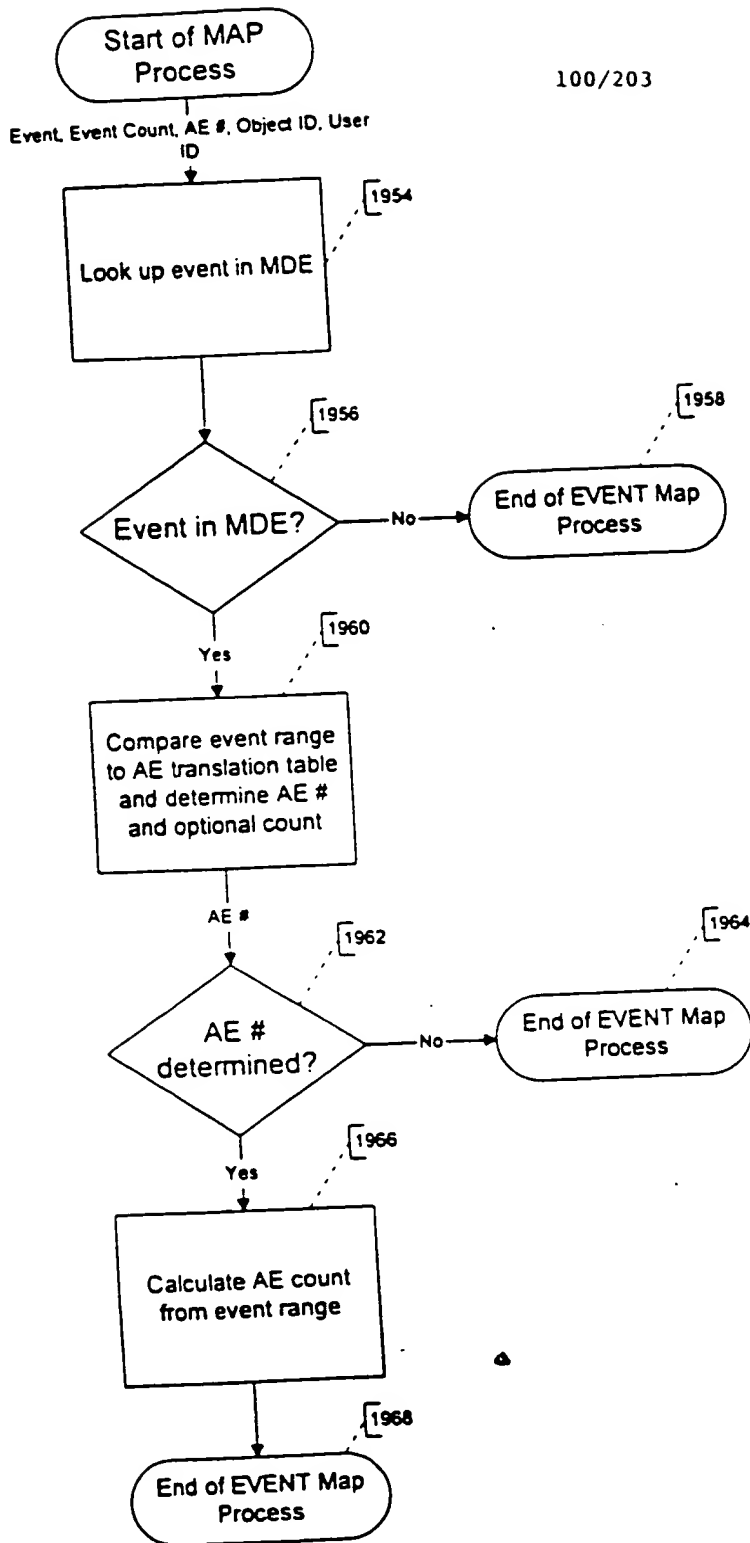 Start of MAP
Process
100/203
Event, Event Count, AE #, Object ID, User
ID
1954
Look up event in MDE
1956
1958
Event in MDE?
No
End of EVENT Map
Process
Yes
1960
Compare event range
to AE translation table
and determine AE #
and optional count
AE #
1962
1964
AE #
determined?
No
End of EVENT Map
Process
Yes
1966
Calculate AE count
from event range
1968
End of EVENT Map
Process